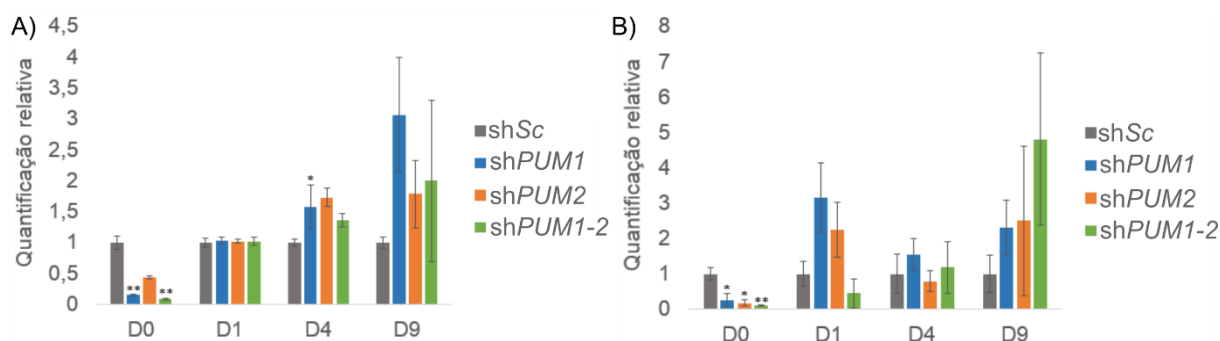 A)
Quantificação relativa
4,5
4
3,5
3
2,5
2
1,5
1
0,5
0
** ** *
D0 D1 D4 D9
shSc
shPUM1
shPUM2
shPUM1-2
B)
Quantificação relativa
8
7
6
5
4
3
2
1
0
* * **
D0 D1 D4 D9
shSc
shPUM1
shPUM2
shPUM1-2